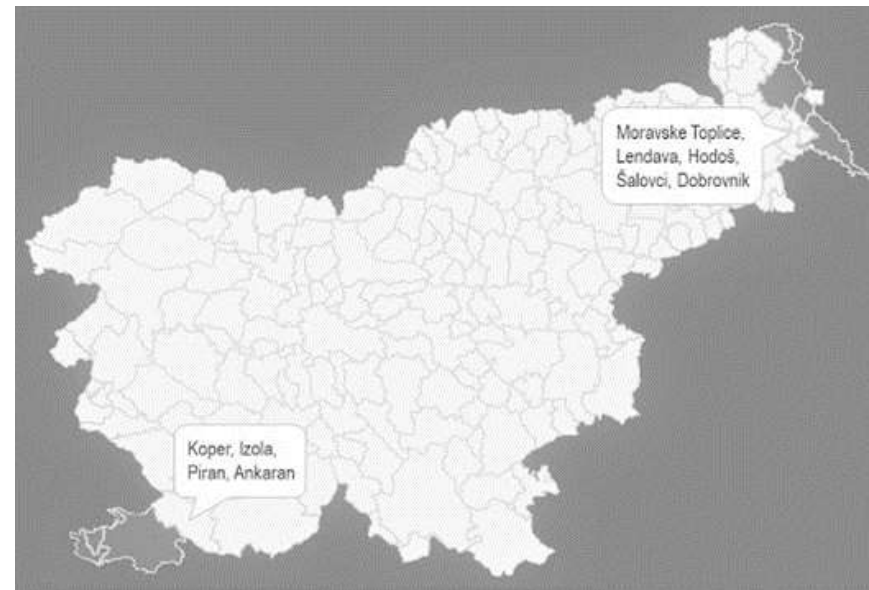 Moravske Toplice,
Lendava, Hodoš,
Šalovci, Dobrovnik
Koper, Izola,
Piran, Ankaran